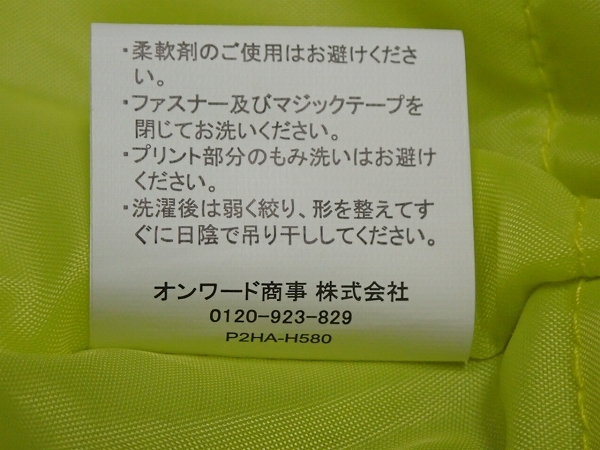 ・柔軟剤のご使用はお避けくださ
い。
・ファスナー及びマジックテープを
閉じてお洗いください。
・プリント部分のもみ洗いはお避け
ください。
・洗濯後は弱く絞り、形を整えてす
ぐに日陰で吊り干ししてください。
オンワード商事 株式会社
0120-923-829
P2HA-H580